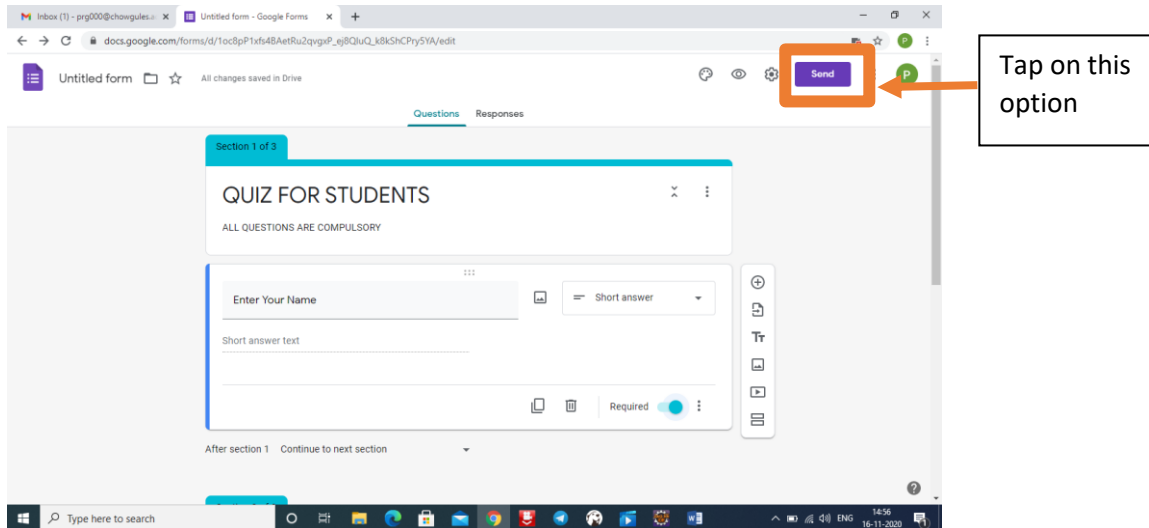 Inbox (1) - prg000@chowgules.a
Untitled form - Google Forms
docs.google.com/forms/d/1oc8pP1xfs4BAetRu2qvgxP_ej8QluQ_k8kShCPry5YA/edit
Untitled form
All changes saved in Drive
Send
P
P
Tap on this
option
Questions Responses
Section 1 of 3
QUIZ FOR STUDENTS
ALL QUESTIONS ARE COMPULSORY
Enter Your Name
Short answer
Short answer text
Tт
Required
After section 1 Continue to next section
Type here to search
ENG
14:56
16-11-2020